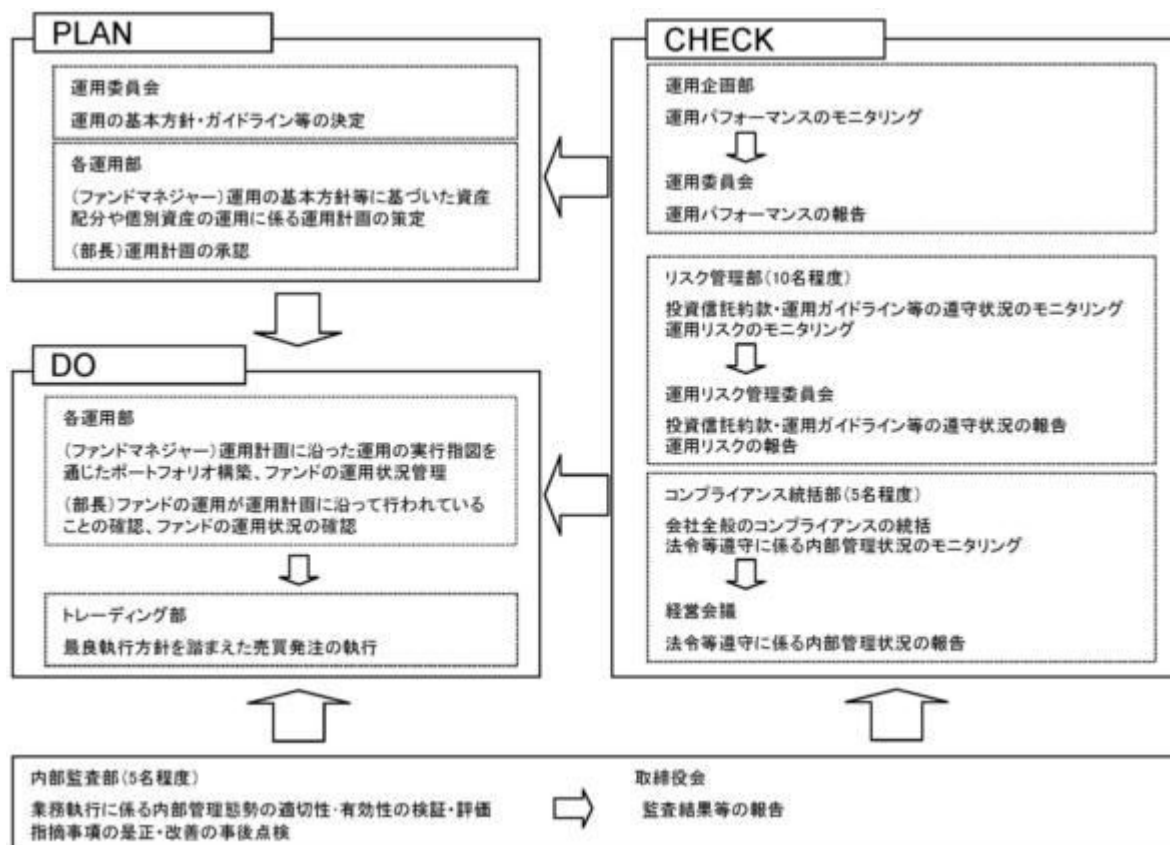 PLAN
運用委員会
運用の基本方針・ガイドライン等の決定
各運用部
(ファンドマネジャー)運用の基本方針等に基づいた資産
配分や個別資産の運用に係る運用計画の策定
(部長)運用計画の承認
DO
各運用部
(ファンドマネジャー)運用計画に沿った運用の実行指図を
通じたポートフォリオ構築、ファンドの運用状況管理
(部長)ファンドの運用が運用計画に沿って行われている
ことの確認、ファンドの運用状況の確認
トレーディング部
最良執行方針を踏まえた売買発注の執行
CHECK
運用企画部
運用パフォーマンスのモニタリング
運用委員会
運用パフォーマンスの報告
リスク管理部(10名程度)
投資信託約款・運用ガイドライン等の遵守状況のモニタリング
運用リスクのモニタリング
運用リスク管理委員会
投資信託約款・運用ガイドライン等の遵守状況の報告
運用リスクの報告
コンプライアンス統括部(5名程度)
会社全般のコンプライアンスの統括
法令等遵守に係る内部管理状況のモニタリング
経営会議
法令等遵守に係る内部管理状況の報告
内部監査部(5名程度)
業務執行に係る内部管理態勢の適切性・有効性の検証・評価
指摘事項の是正・改善の事後点検
取締役会
監査結果等の報告